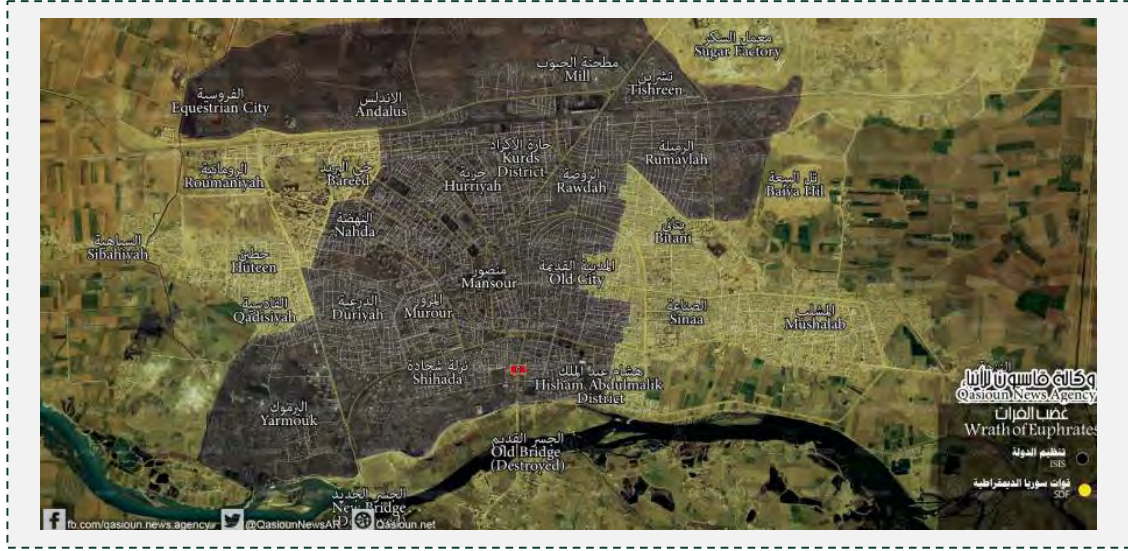 معمل السكر
Sugar Factory
مطحنة الحبوب
Mill
تشرين
Tishreen
الفروسية
Equestrian City
الاندلس
Andalus
حارة الاكراد
Kurds
District
الرميلة
Rumaylah
الرومانية
Roumaniyah
حي البريد
Bareed
حرية
Hurriyah
الروضة
Rawdah
تل البيعة
Baiya Hil
النهضة
Nahda
بتاني
Bitani
السباهية
Sibahiyah
حطين
Huteen
منصور
Mansour
المدينة القديمة
Old City
القادسية
Qadisiyah
الدرعية
Duriyah
المرور
Murour
الصناعة
Sinaa
المشلب
Mushalab
نزلة شحادة
Shihada
هشام عبد الملك
Hisham Abdulmalik
District
وكالة قاسيون للأنباء
Qasioun News Agency
اليرموك
Yarmouk
غضب الفرات
Wrath of Euphrates
الجسر القديم
Old Bridge
(Destroyed)
تنظيم الدولة
ISIS
قوات سوريا الديمقراطية
SDF
الجسر الجديد
New Bridge
fb.com/qasioun.news.agency
@QasiounNewsAR
Qasioun.net